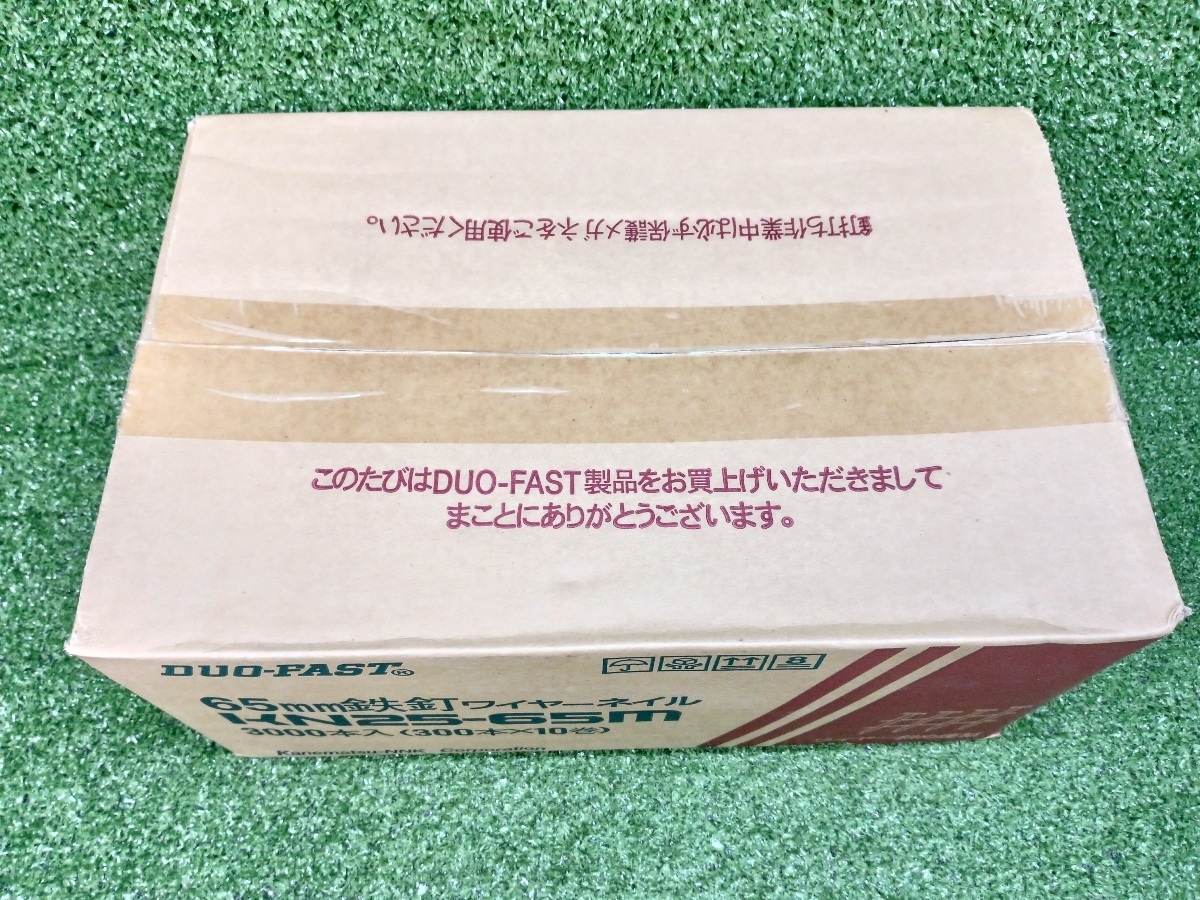 釘打ち作業中は必ず保護メガネをご使用ください。
このたびはDUO-FAST製品をお買上げいただきまして
まことにありがとうございます。
DUO-FAST®
8
65mm鉄釘ワイヤーネイル
KN25-65m
3000本入(300本×10巻)
Kanematsu-NNK Corporation